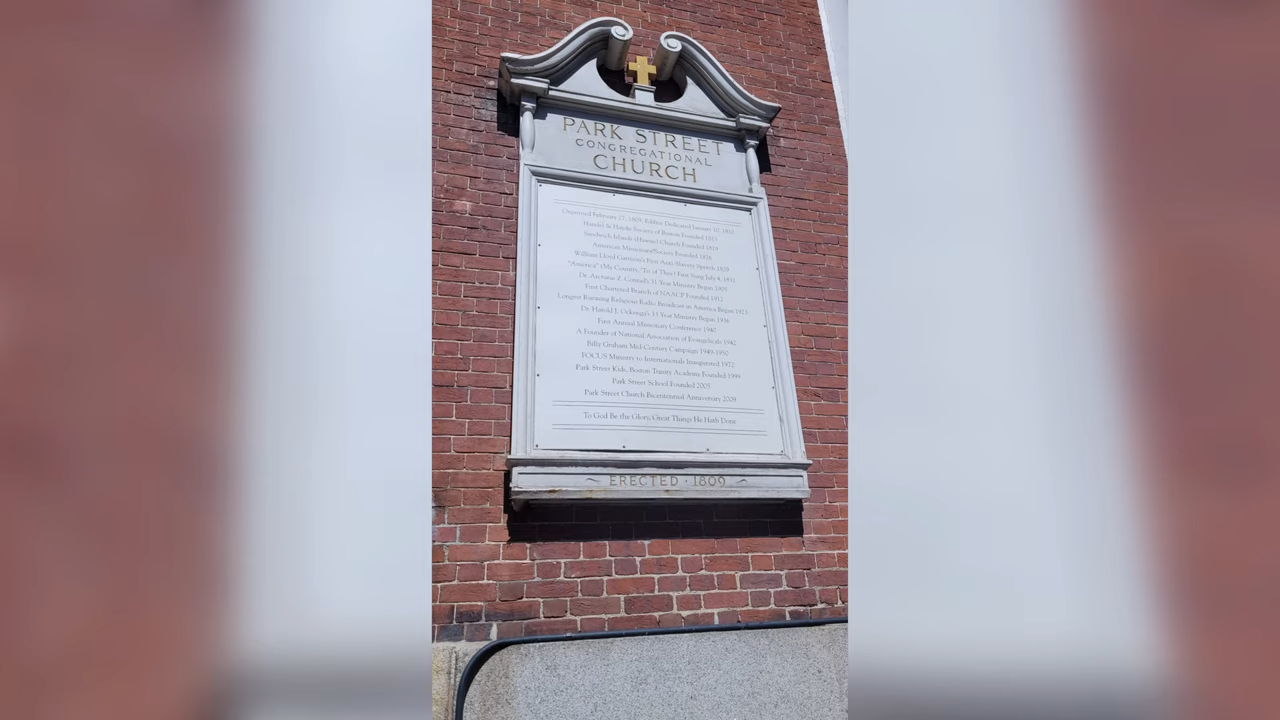 PARK STREET
CONGREGATIONAL
CHURCH
Organized February 27, 1809, Edifice Dedicated January 10, 1810
Handel & Haydn Society of Boston Founded 1815
Sandwich Islands (Hawaii) Church Founded 1819
American Missionary Society Founded 1826
William Lloyd Garrison's First Anti-Slavery Speech 1829
"America" (My Country, 'Tis of Thee) First Sung July 4, 1831
Dr. Arcturus Z. Conrad's 31 Year Ministry Began 1905
First Chartered Branch of NAACP Founded 1912
Longest Running Religious Radio Broadcast in America Began 1923
Dr. Harold J. Ockenga's 33 Year Ministry Began 1936
First Annual Missionary Conference 1940
A Founder of National Association of Evangelicals 1942
Billy Graham Mid-Century Campaign 1949-1950
FOCUS Ministry to Internationals Inaugurated 1972
Park Street Kids, Boston Trinity Academy Founded 1999
Park Street School Founded 2005
Park Street Church Bicentennial Anniversary 2009
To God Be the Glory, Great Things He Hath Done
~ ERECTED · 1809 ~